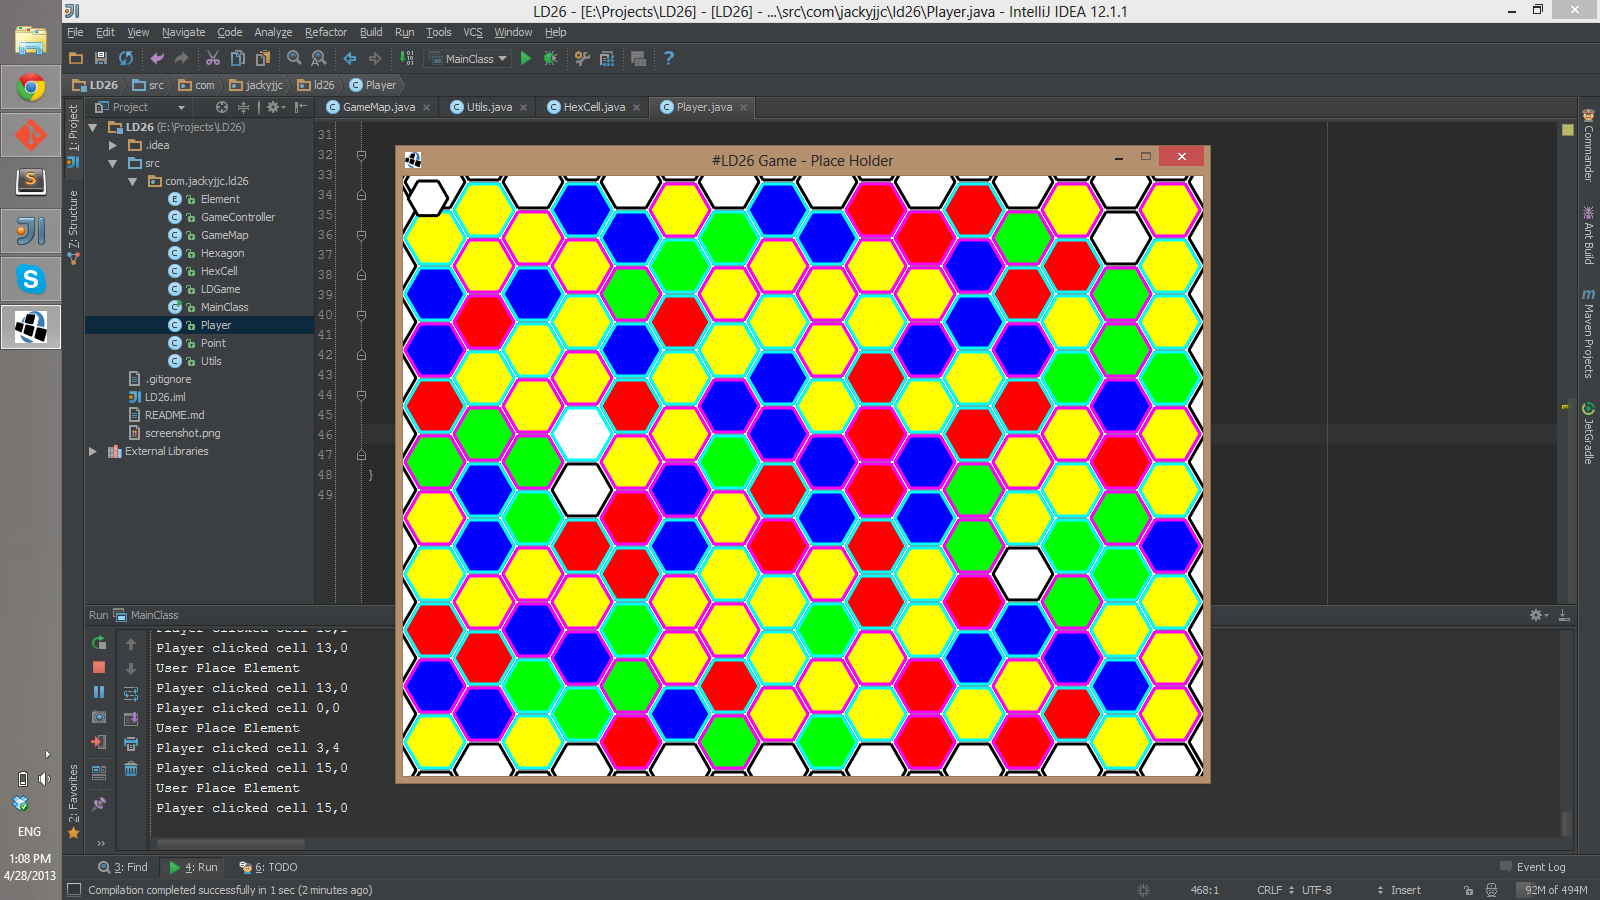 LD26 - [E:\Projects\LD26] - [LD26] - ...\src\com\jackyjjc\ld26\Player.java - IntelliJ IDEA 12.1.1
File Edit View Navigate Code Analyze Refactor Build Run Tools VCS Window Help
MainClass
LD26 src com jackyjjc ld26 Player
Project
GameMap.java Utils.java HexCell.java Player.java
1: Project
Z: Structure
2: Favorites
LD26 (E:\Projects\LD26)
.idea
src
com.jackyjjc.ld26
Element
GameController
GameMap
Hexagon
HexCell
LDGame
MainClass
Player
Point
Utils
.gitignore
LD26.iml
README.md
screenshot.png
External Libraries
31
32
33
34
35
36
37
38
39
40
41
42
43
44
45
46
47
48 }
49
#LD26 Game - Place Holder
Commander
Ant Build
Maven Projects
JetGradle
Run MainClass
Player clicked cell 13,0
User Place Element
Player clicked cell 13,0
Player clicked cell 0,0
User Place Element
Player clicked cell 3,4
Player clicked cell 15,0
User Place Element
Player clicked cell 15,0
3: Find 4: Run 6: TODO Event Log
Compilation completed successfully in 1 sec (2 minutes ago) 468:1 CRLF UTF-8 Insert 92M of 494M
ENG
1:08 PM
4/28/2013